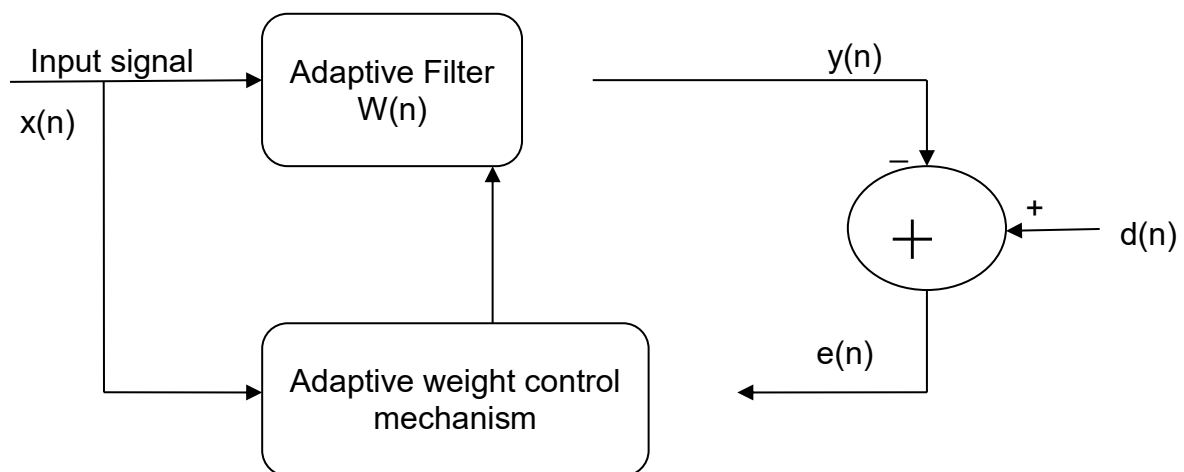 Input signal
x(n)
Adaptive Filter
W(n)
y(n)
–
+
+
d(n)
e(n)
Adaptive weight control
mechanism